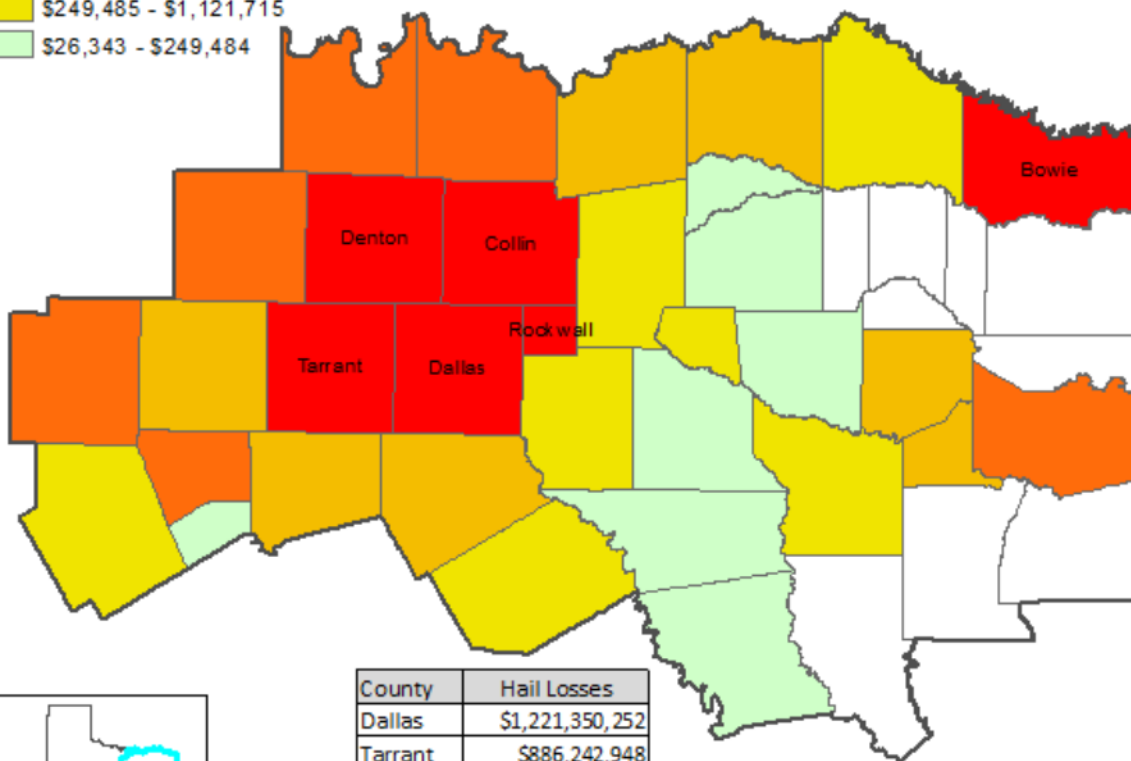 $249,485 - $1,121,715
$26,343 - $249,484
Bowie
Denton
Collin
Rockwall
Tarrant
Dallas
County Hail Losses
Dallas $1,221,350,252
Tarrant $886,242,948